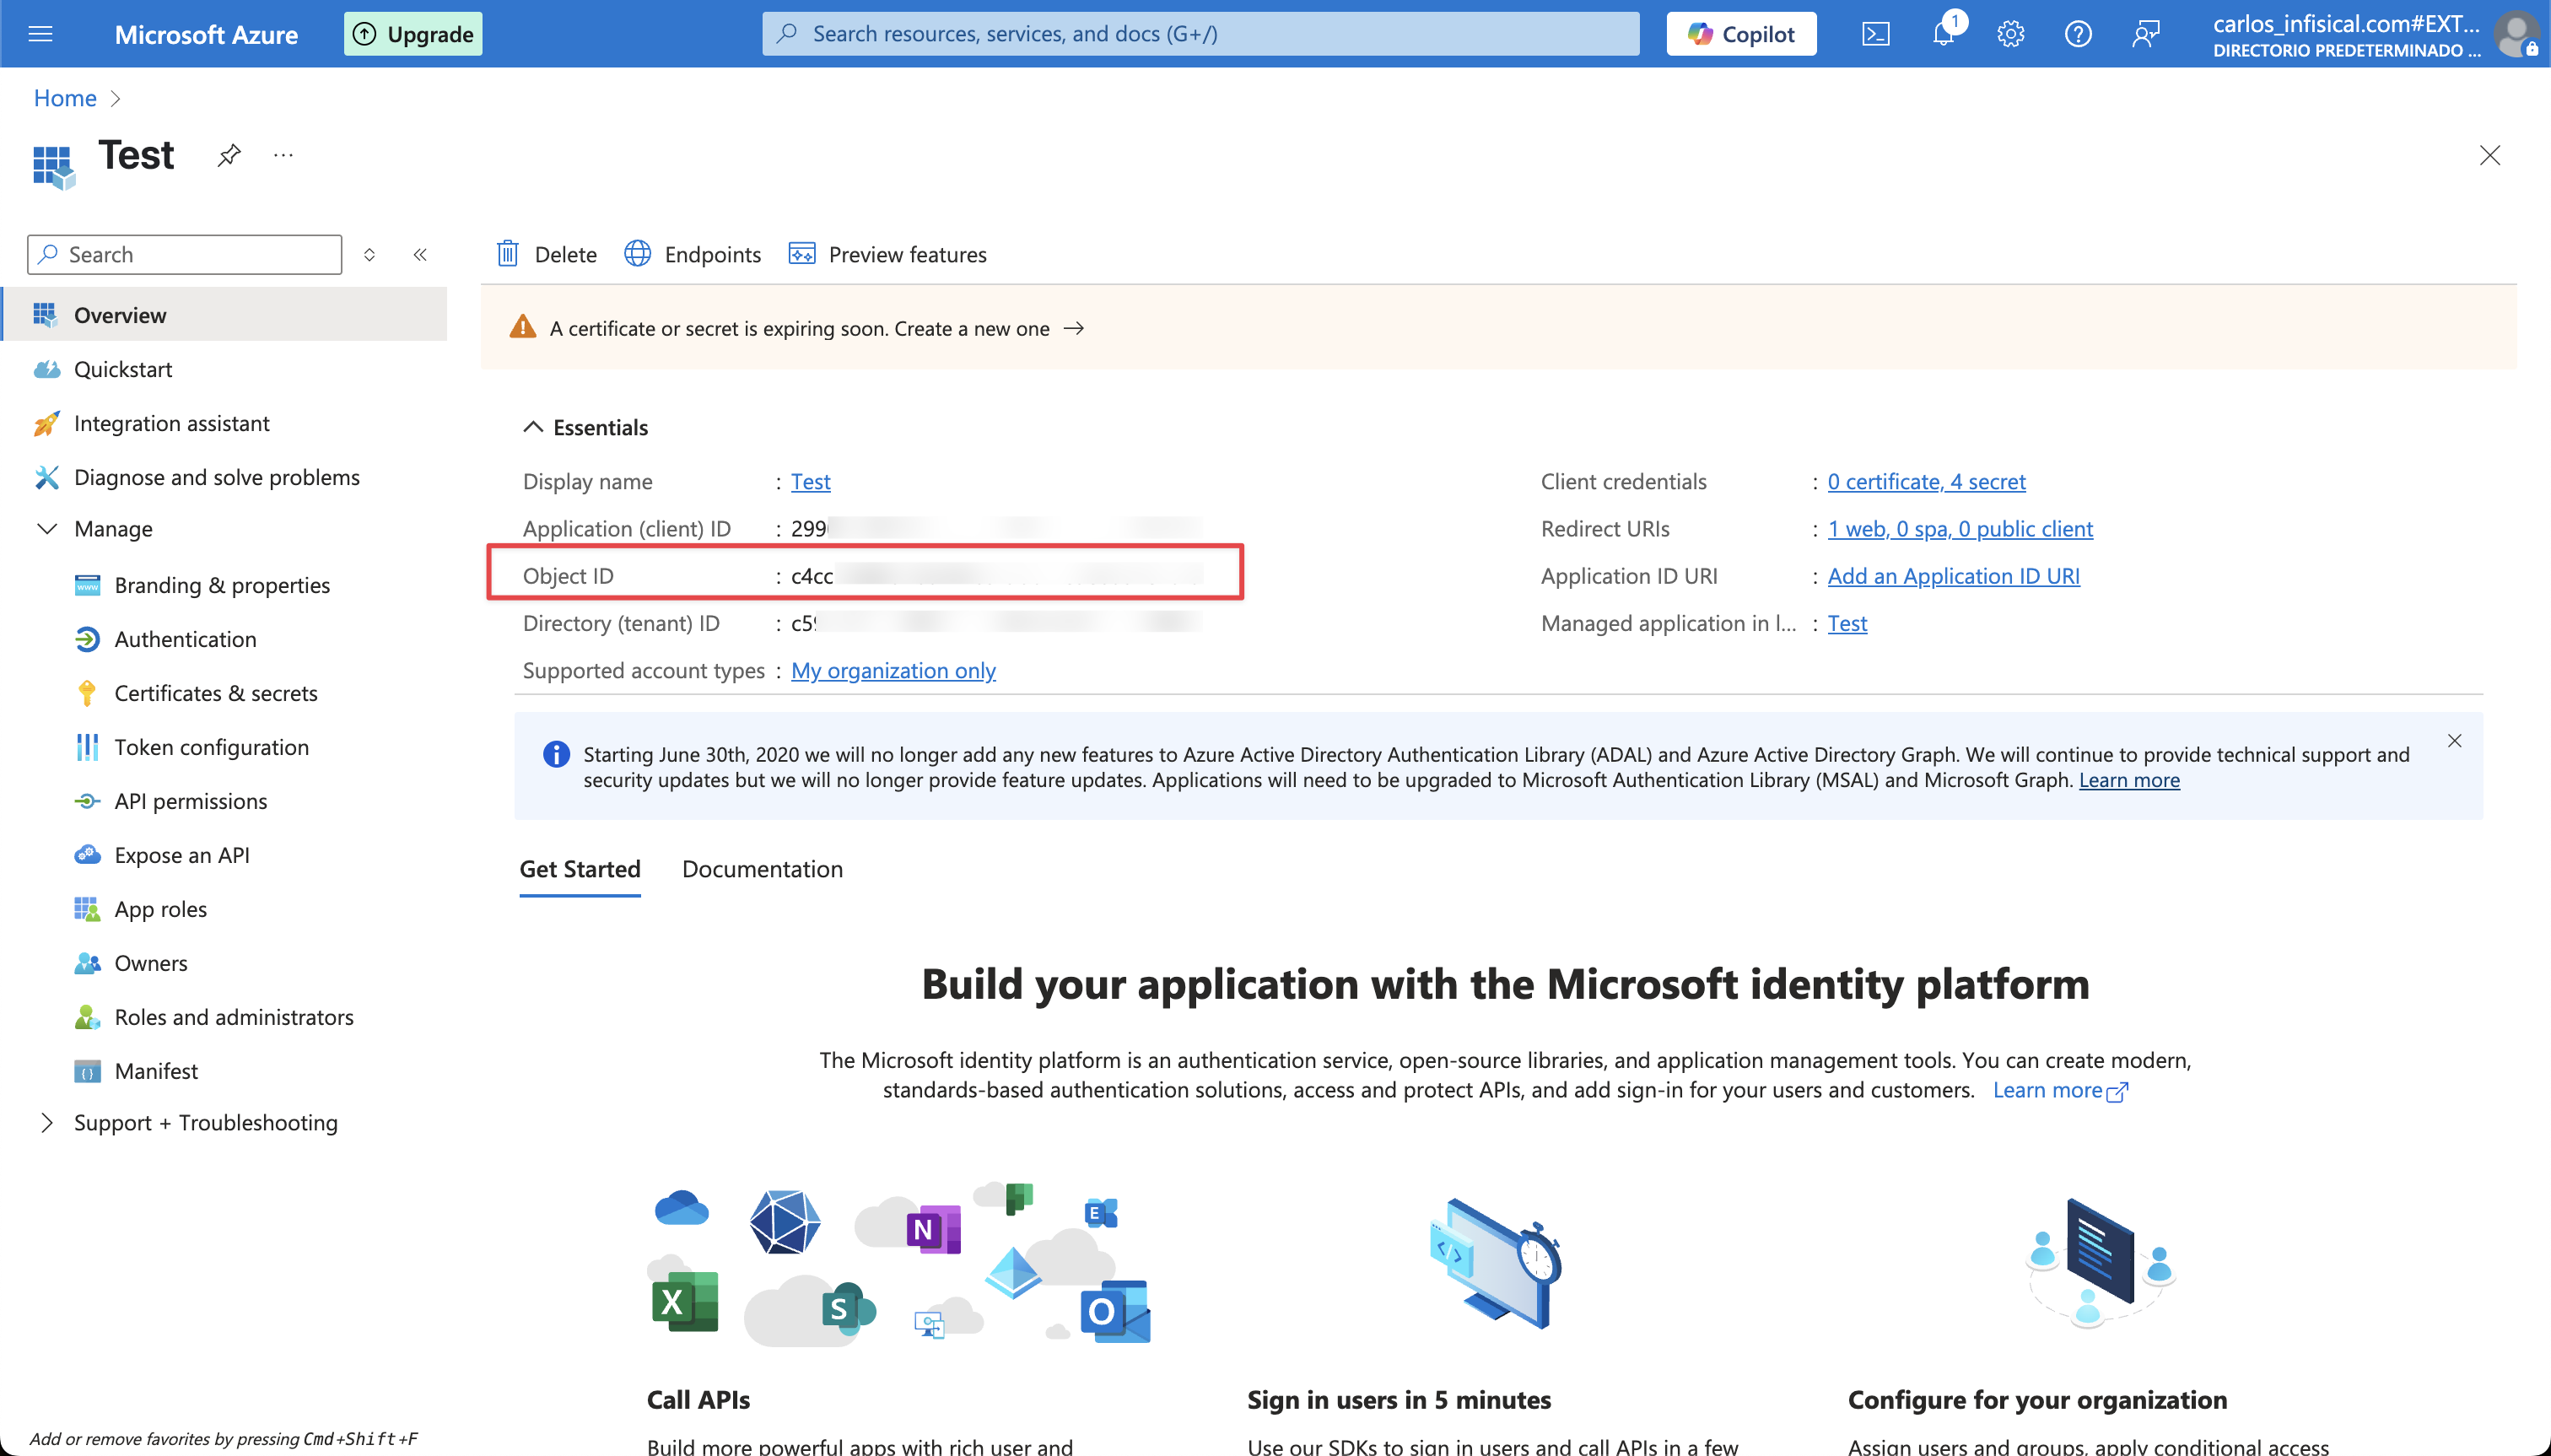 Microsoft Azure
Upgrade
Search resources, services, and docs (G+/)
Copilot
1
carlos_infisical.com#EXT...
DIRECTORIO PREDETERMINADO ...
Home
Test
Search
Delete
Endpoints
Preview features
Overview
Quickstart
Integration assistant
Diagnose and solve problems
Manage
Branding & properties
Authentication
Certificates & secrets
Token configuration
API permissions
Expose an API
App roles
Owners
Roles and administrators
Manifest
Support + Troubleshooting
Add or remove favorites by pressing Cmd+Shift+F
A certificate or secret is expiring soon. Create a new one →
Essentials
Display name : Test
Application (client) ID : 299
Object ID : c4cc
Directory (tenant) ID : c59
Supported account types : My organization only
Client credentials : 0 certificate, 4 secret
Redirect URIs : 1 web, 0 spa, 0 public client
Application ID URI : Add an Application ID URI
Managed application in l... : Test
Starting June 30th, 2020 we will no longer add any new features to Azure Active Directory Authentication Library (ADAL) and Azure Active Directory Graph. We will continue to provide technical support and
security updates but we will no longer provide feature updates. Applications will need to be upgraded to Microsoft Authentication Library (MSAL) and Microsoft Graph. Learn more
Get Started
Documentation
Build your application with the Microsoft identity platform
The Microsoft identity platform is an authentication service, open-source libraries, and application management tools. You can create modern,
standards-based authentication solutions, access and protect APIs, and add sign-in for your users and customers. Learn more
N
E
X
S
O
Call APIs
Build more powerful apps with rich user and
Sign in users in 5 minutes
Use our SDKs to sign in users and call APIs in a few
Configure for your organization
Assign users and groups, apply conditional access